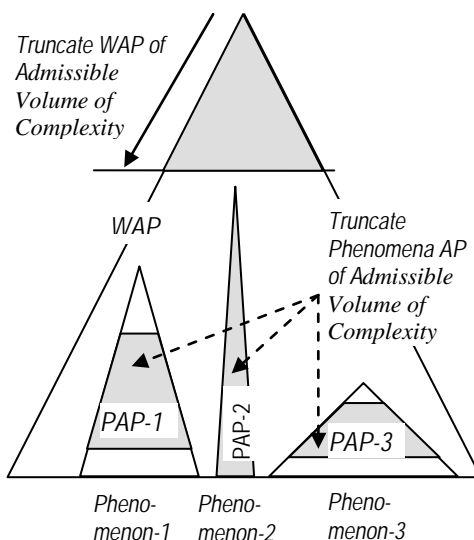 Truncate WAP of
Admissible
Volume of
Complexity
WAP
Truncate
Phenomena AP
of Admissible
Volume of
Complexity
PAP-1
PAP-2
PAP-3
Pheno-
menon-1
Pheno-
menon-2
Pheno-
menon-3